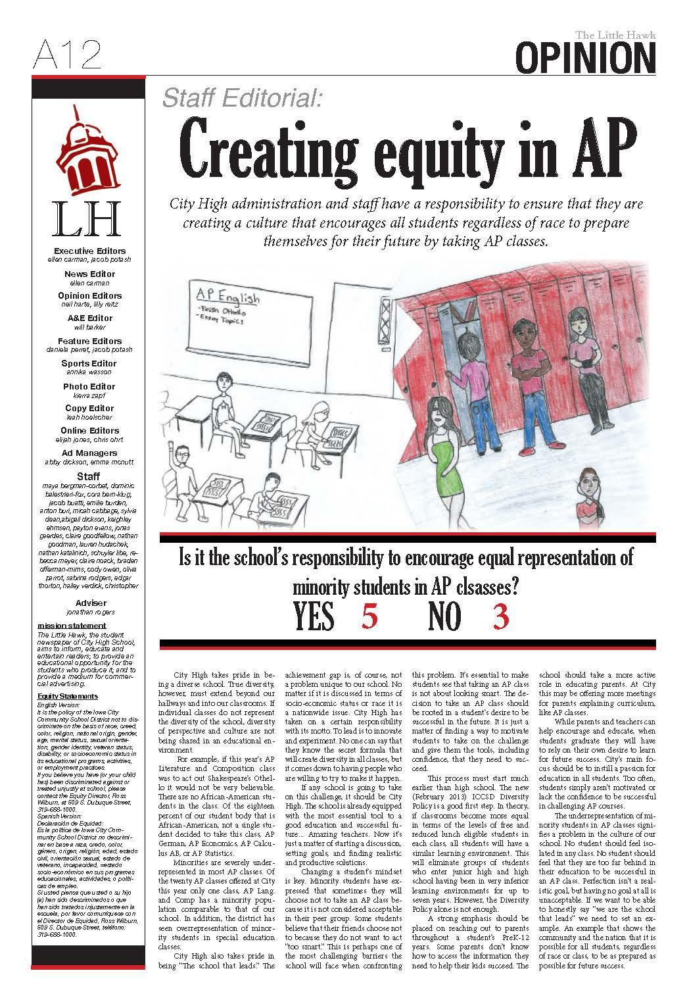 A12
The Little Hawk
OPINION
LH
Executive Editors
ellen carman, jacob potash
News Editor
ellen carman
Opinion Editors
neil harte, lilly reitz
A&E Editor
will barker
Feature Editors
daniela perret, jacob potash
Sports Editor
annika wasson
Photo Editor
kierra zapf
Copy Editor
leah hoelscher
Online Editors
elijah jones, chris ohrt
Ad Managers
abby dickson, emma mcnutt
Staff
maya bergman-corbet, dominic
balestrieri-fox, cora bern-klug,
jacob buatti, emilie burden,
anton buri, micah cabbage, sylvia
dean,abigail dickson, keighley
ehmsen, payton evans, jonas
geerdes, claire goodfellow, nathan
goodman, lauren hudachek,
nathan katalinich, schuyler libe, re-
becca meyer, claire noack, braden
offerman-mims, cody owen, olivia
parrot, sabrina rodgers, edgar
thorton, hailey verdick, christopher
Adviser
jonathan rogers
mission statement
The Little Hawk, the student
newspaper of City High School,
aims to inform, educate and
entertain readers; to provide an
educational opportunity for the
students who produce it; and to
provide a medium for commer-
cial advertising.
Equity Statements
English Version:
It is the policy of the Iowa City
Community School District not to dis-
criminate on the basis of race, creed,
color, religion, national origin, gender,
age, marital status, sexual orienta-
tion, gender identity, veteran status,
disability, or socioeconomic status in
its educational programs, activities,
or employment practices.
If you believe you have (or your child
has) been discriminated against or
treated unjustly at school, please
contact the Equity Director, Ross
Wilburn, at 509 S. Dubuque Street,
319-688-1000.
Spanish Version:
Declaración de Equidad:
Es la política de Iowa City Com-
munity School District no descrimi-
nar en base a raza, credo, color,
género, origen, religión, edad, estado
civil, orientación sexual, estado de
veterano, incapacidad, =estado
socio-económico en sus programas
educacionales, actividades, o políti-
cas de empleo.
Si usted piensa que usted o su hijo
(a) han sido descriminados o que
han sido tratados injustamente en la
escuela, por favor comuníquese con
el Director de Equidad, Ross Wilburn,
509 S. Dubuque Street, teléfono:
319-688-1000.
Staff Editorial:
Creating equity in AP
City High administration and staff have a responsibility to ensure that they are
creating a culture that encourages all students regardless of race to prepare
themselves for their future by taking AP classes.
AP English
-Finish Othello
-Essay Topics
Is it the school's responsibility to encourage equal representation of
minority students in AP clsasses?
YES 5 NO 3
City High takes pride in be-
ing a diverse school. True diversity,
however, must extend beyond our
hallways and into our classrooms. If
individual classes do not represent
the diversity of the school, diversity
of perspective and culture are not
being shared in an educational en-
vironment.
For example, if this year's AP
Literature and Composition class
was to act out Shakespeare's Othel-
lo it would not be very believable.
There are no African-American stu-
dents in the class. Of the eighteen
percent of our student body that is
African-American, not a single stu-
dent decided to take this class, AP
German, AP Economics, AP Calcu-
lus AB, or AP Statistics.
Minorities are severely under-
represented in most AP classes. Of
the twenty AP classes offered at City
this year only one class, AP Lang.
and Comp has a minority popu-
lation comparable to that of our
school. In addition, the district has
seen overrepresentation of minor-
ity students in special education
classes.
City High also takes pride in
being "The school that leads." The
achievement gap is, of course, not
a problem unique to our school. No
matter if it is discussed in terms of
socio-economic status or race it is
a nationwide issue. City High has
taken on a certain responsibility
with its motto. To lead is to innovate
and experiment. No one can say that
they know the secret formula that
will create diversity in all classes, but
it comes down to having people who
are willing to try to make it happen.
If any school is going to take
on this challenge, it should be City
High. The school is already equipped
with the most essential tool to a
good education and successful fu-
ture... Amazing teachers. Now it's
just a matter of starting a discussion,
setting goals, and finding realistic
and productive solutions.
Changing a student's mindset
is key. Minority students have ex-
pressed that sometimes they will
choose not to take an AP class be-
cause it is not considered acceptable
in their peer group. Some students
believe that their friends choose not
to because they do not want to act
"too smart." This is perhaps one of
the most challenging barriers the
school will face when confronting
this problem. It's essential to make
students see that taking an AP class
is not about looking smart. The de-
cision to take an AP class should
be rooted in a student's desire to be
successful in the future. It is just a
matter of finding a way to motivate
students to take on the challenge
and give them the tools, including
confidence, that they need to suc-
ceed.
This process must start much
earlier than high school. The new
(February 2013) ICCSD Diversity
Policy is a good first step. In theory,
if classrooms become more equal
in terms of the levels of free and
reduced lunch eligible students in
each class, all students will have a
similar learning environment. This
will eliminate groups of students
who enter junior high and high
school having been in very inferior
learning environments for up to
seven years. However, the Diversity
Policy alone is not enough.
A strong emphasis should be
placed on reaching out to parents
throughout a student's PreK-12
years. Some parents don't know
how to access the information they
need to help their kids succeed. The
school should take a more active
role in educating parents. At City
this may be offering more meetings
for parents explaining curriculum,
like AP classes.
While parents and teachers can
help encourage and educate, when
students graduate they will have
to rely on their own desire to learn
for future success. City's main fo-
cus should be to instill a passion for
education in all students. Too often,
students simply aren't motivated or
lack the confidence to be successful
in challenging AP courses.
The underrepresentation of mi-
nority students in AP classes signi-
fies a problem in the culture of our
school. No student should feel iso-
lated in any class. No student should
feel that they are too far behind in
their education to be successful in
an AP class. Perfection isn't a real-
istic goal, but having no goal at all is
unacceptable. If we want to be able
to honestly say "we are the school
that leads" we need to set an ex-
ample. An example that shows the
community and the nation that it is
possible for all students, regardless
of race or class, to be as prepared as
possible for future success.